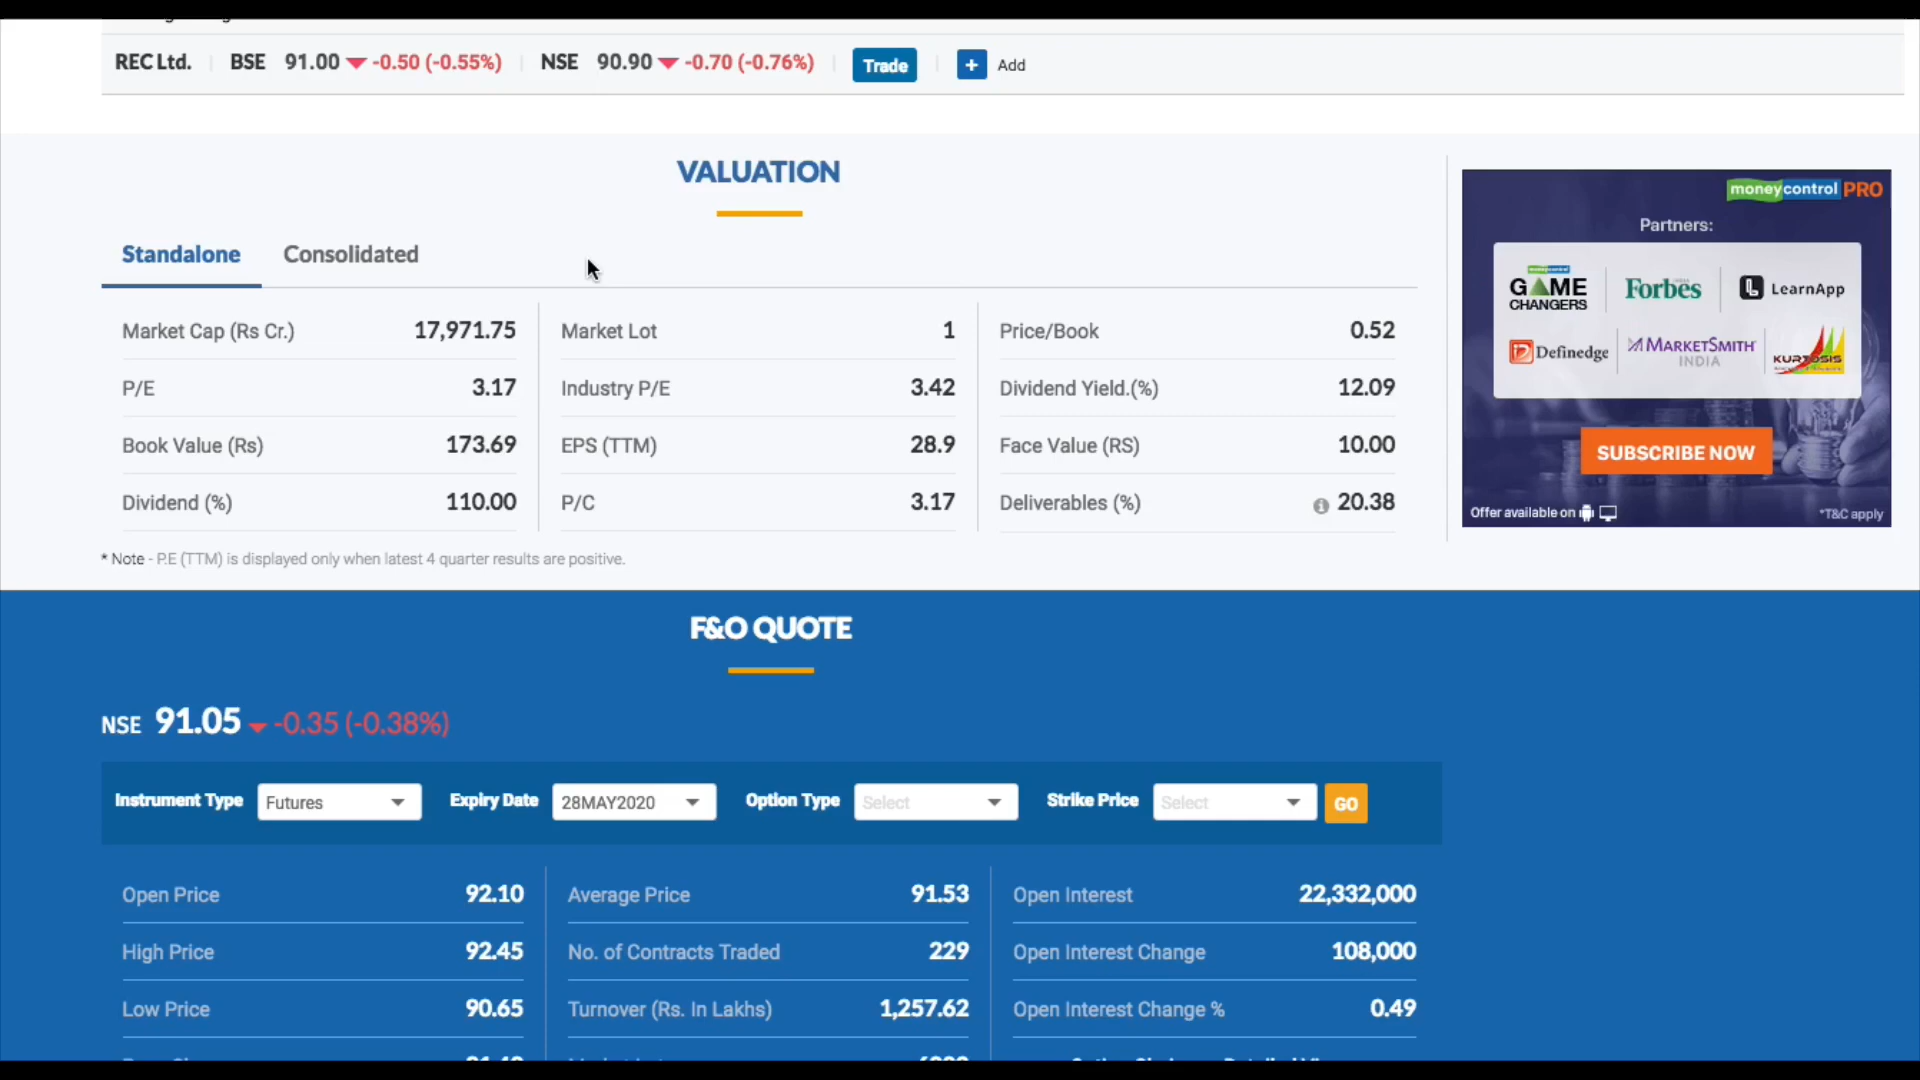 REC Ltd. BSE 91.00 -0.50 (-0.55%) NSE 90.90 -0.70 (-0.76%) Trade + Add
VALUATION
Standalone Consolidated
Market Cap (Rs Cr.) 17,971.75 Market Lot 1 Price/Book 0.52
P/E 3.17 Industry P/E 3.42 Dividend Yield.(%) 12.09
Book Value (Rs) 173.69 EPS (TTM) 28.9 Face Value (RS) 10.00
Dividend (%) 110.00 P/C 3.17 Deliverables (%) 20.38
* Note - P.E (TTM) is displayed only when latest 4 quarter results are positive.
moneycontrol PRO
Partners:
moneycontrol
GAME CHANGERS Forbes LearnApp
Definedge MARKETSMITH INDIA KURTOSIS
SUBSCRIBE NOW
Offer available on *T&C apply
F&O QUOTE
NSE 91.05 -0.35 (-0.38%)
Instrument Type Futures Expiry Date 28MAY2020 Option Type Select Strike Price Select GO
Open Price 92.10 Average Price 91.53 Open Interest 22,332,000
High Price 92.45 No. of Contracts Traded 229 Open Interest Change 108,000
Low Price 90.65 Turnover (Rs. In Lakhs) 1,257.62 Open Interest Change % 0.49